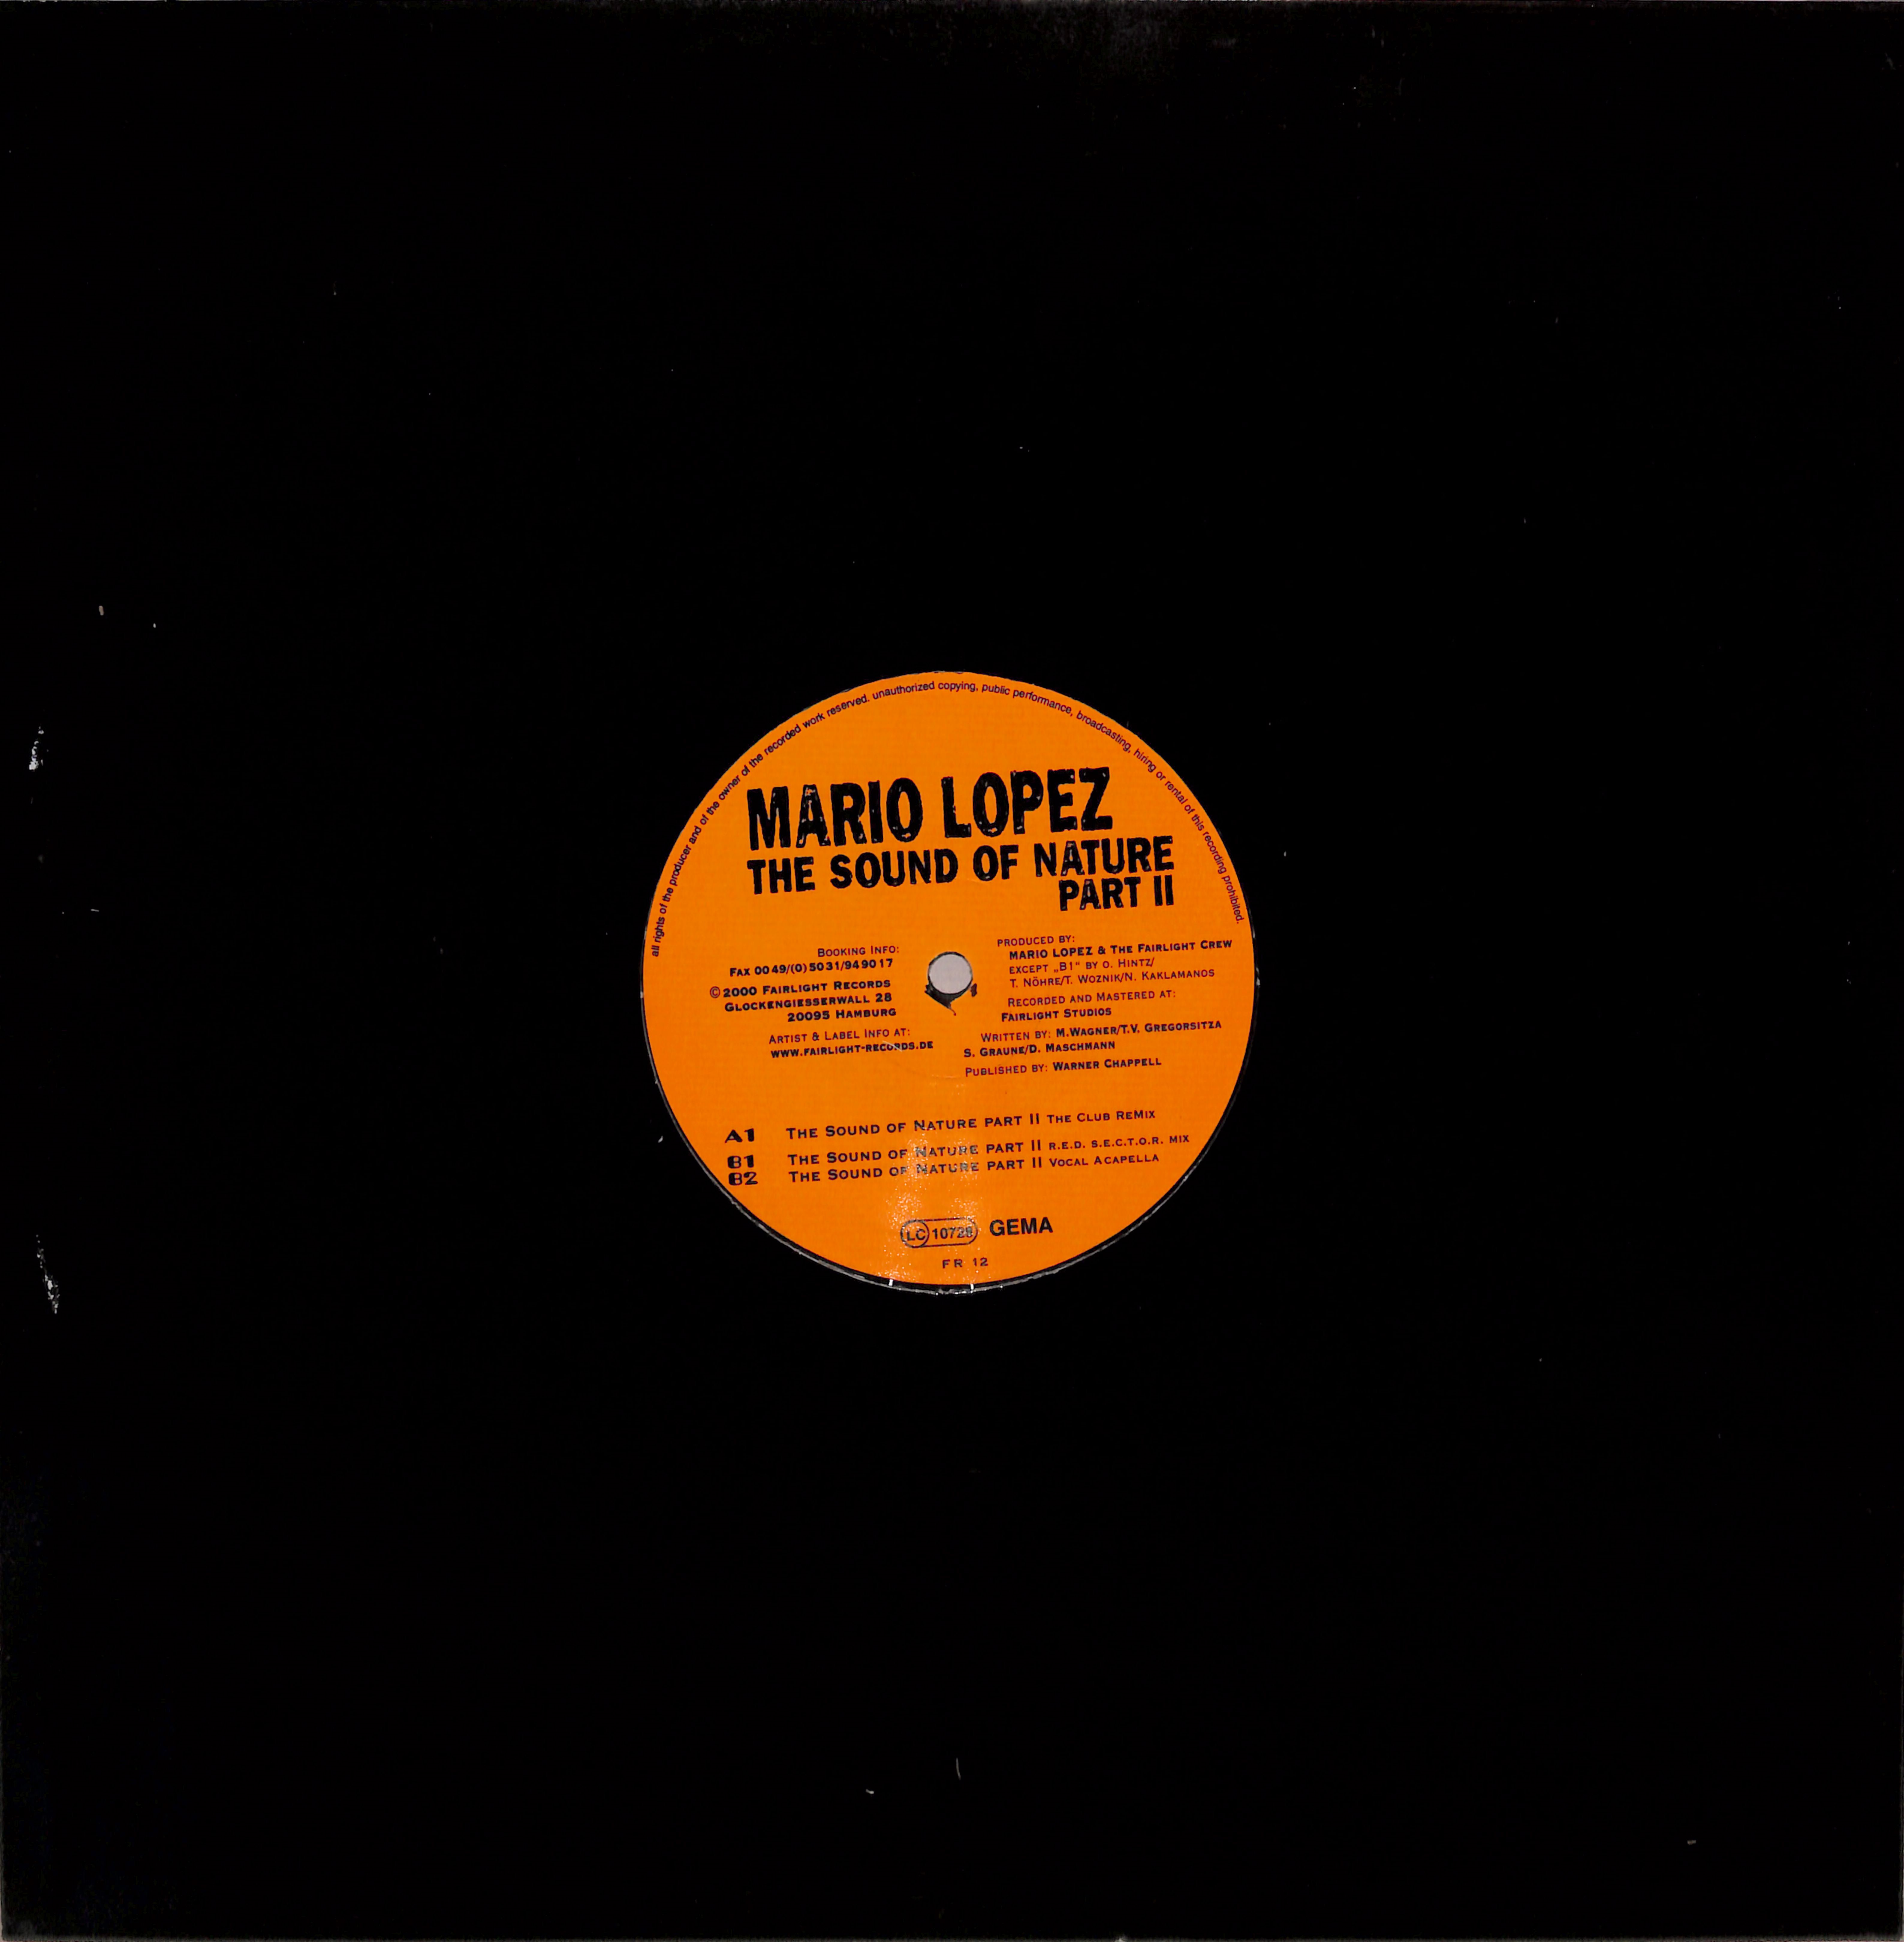 all rights of the producer and of the owner of the recorded work reserved. unauthorized copying, public performance, broadcasting, hiring or rental of this recording prohibited.
MARIO LOPEZ
THE SOUND OF NATURE
PART II
BOOKING INFO:
FAX 0049/(0)5031/949017
©2000 FAIRLIGHT RECORDS
GLOCKENGIESSERWALL 28
20095 HAMBURG
ARTIST & LABEL INFO AT:
WWW.FAIRLIGHT-RECORDS.DE
PRODUCED BY:
MARIO LOPEZ & THE FAIRLIGHT CREW
EXCEPT „B1“ BY O. HINTZ/
T. NÖHRE/T. WOZNIK/N. KAKLAMANOS
RECORDED AND MASTERED AT:
FAIRLIGHT STUDIOS
WRITTEN BY: M.WAGNER/T.V. GREGORSITZA
S. GRAUNE/D. MASCHMANN
PUBLISHED BY: WARNER CHAPPELL
A1 THE SOUND OF NATURE PART II THE CLUB REMIX
B1 THE SOUND OF NATURE PART II R.E.D. S.E.C.T.O.R. MIX
B2 THE SOUND OF NATURE PART II VOCAL ACAPELLA
LC 10728 GEMA
FR 12